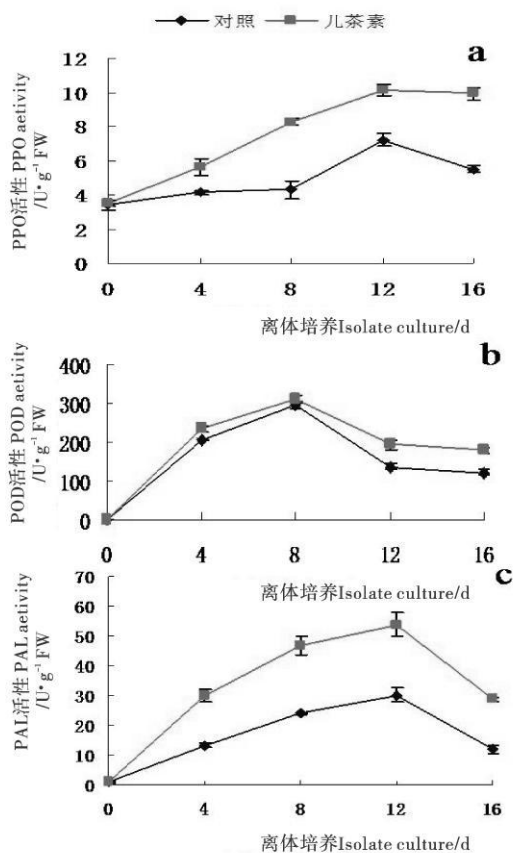 对照 儿茶素
a
PPO活性 PPO aetivity
/U·g⁻¹ FW
12
10
8
6
4
2
0
0 4 8 12 16
离体培养Isolate culture/d
b
POD活性 POD aetivity
/U·g⁻¹ FW
400
300
200
100
0
0 4 8 12 16
离体培养Isolate culture/d
c
PAL活性 PAL aetivity
/U·g⁻¹ FW
70
60
50
40
30
20
10
0
0 4 8 12 16
离体培养Isolate culture/d